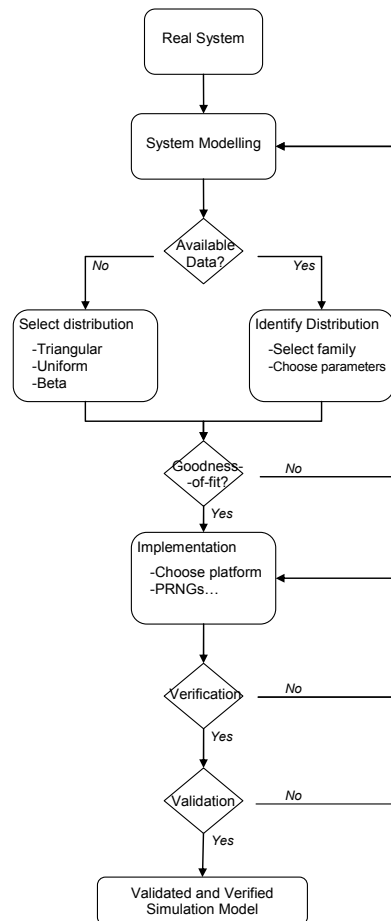 Real System
System Modelling
Available
Data?
No
Yes
Select distribution
-Triangular
-Uniform
-Beta
Identify Distribution
-Select family
-Choose parameters
Goodness-
-of-fit?
No
Yes
Implementation
-Choose platform
-PRNGs…
Verification
No
Yes
Validation
No
Yes
Validated and Verified
Simulation Model